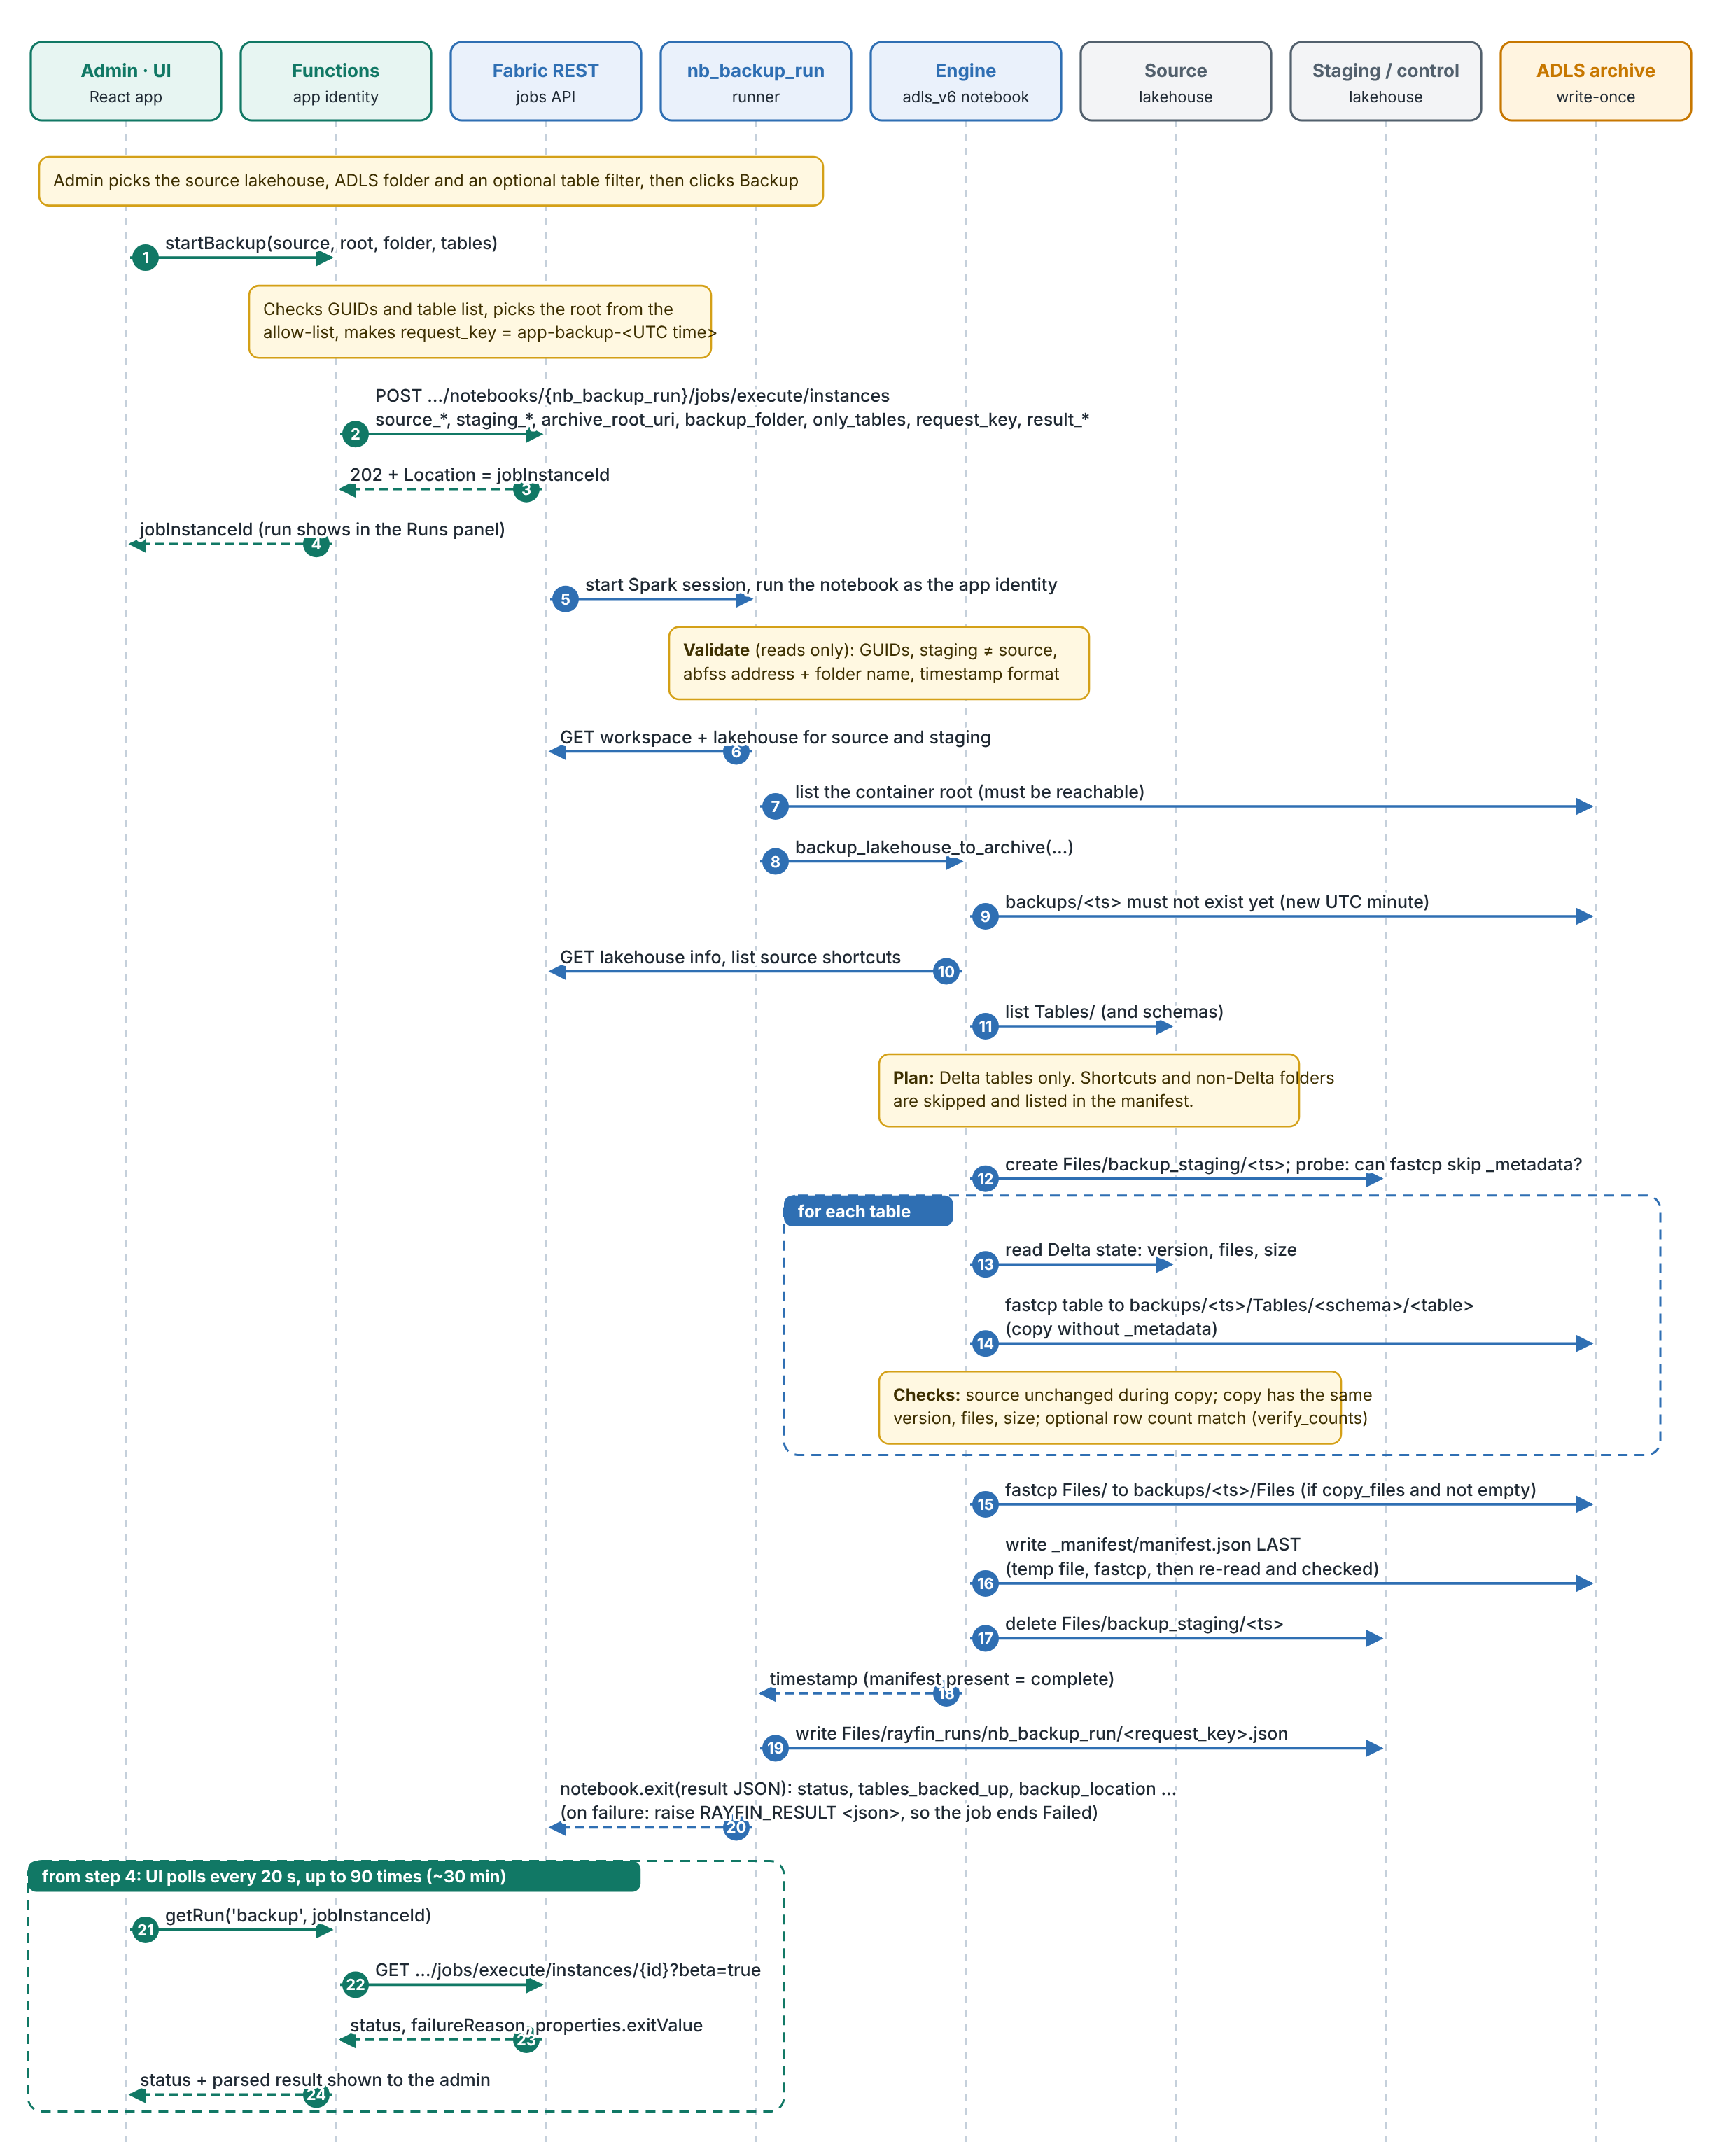 Admin · UI
React app
Functions
app identity
Fabric REST
jobs API
nb_backup_run
runner
Engine
adls_v6 notebook
Source
lakehouse
Staging / control
lakehouse
ADLS archive
write-once
Admin picks the source lakehouse, ADLS folder and an optional table filter, then clicks Backup
startBackup(source, root, folder, tables)
1
Checks GUIDs and table list, picks the root from the
allow-list, makes request_key = app-backup-<UTC time>
POST .../notebooks/{nb_backup_run}/jobs/execute/instances
source_*, staging_*, archive_root_uri, backup_folder, only_tables, request_key, result_*
2
202 + Location = jobInstanceId
3
jobInstanceId (run shows in the Runs panel)
4
start Spark session, run the notebook as the app identity
5
Validate (reads only): GUIDs, staging ≠ source,
abfss address + folder name, timestamp format
GET workspace + lakehouse for source and staging
6
list the container root (must be reachable)
7
backup_lakehouse_to_archive(...)
8
backups/<ts> must not exist yet (new UTC minute)
9
GET lakehouse info, list source shortcuts
10
list Tables/ (and schemas)
11
Plan: Delta tables only. Shortcuts and non-Delta folders
are skipped and listed in the manifest.
create Files/backup_staging/<ts>; probe: can fastcp skip _metadata?
12
for each table
read Delta state: version, files, size
13
fastcp table to backups/<ts>/Tables/<schema>/<table>
(copy without _metadata)
14
Checks: source unchanged during copy; copy has the same
version, files, size; optional row count match (verify_counts)
fastcp Files/ to backups/<ts>/Files (if copy_files and not empty)
15
write _manifest/manifest.json LAST
(temp file, fastcp, then re-read and checked)
16
delete Files/backup_staging/<ts>
17
timestamp (manifest present = complete)
18
write Files/rayfin_runs/nb_backup_run/<request_key>.json
19
notebook.exit(result JSON): status, tables_backed_up, backup_location ...
(on failure: raise RAYFIN_RESULT <json>, so the job ends Failed)
20
from step 4: UI polls every 20 s, up to 90 times (~30 min)
getRun('backup', jobInstanceId)
21
GET .../jobs/execute/instances/{id}?beta=true
22
status, failureReason, properties.exitValue
23
status + parsed result shown to the admin
24